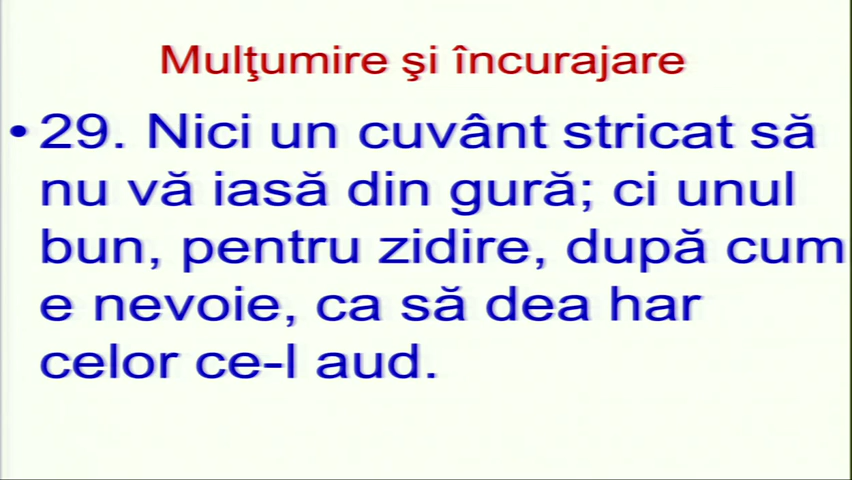 Mulţumire şi încurajare
• 29. Nici un cuvânt stricat să
nu vă iasă din gură; ci unul
bun, pentru zidire, după cum
e nevoie, ca să dea har
celor ce-l aud.